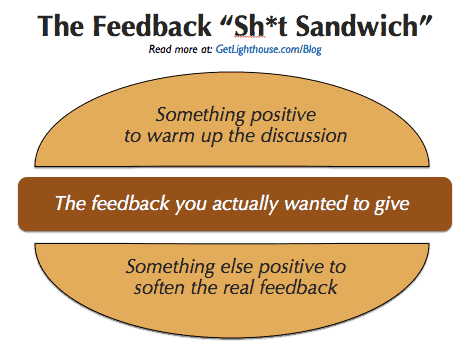 The Feedback “Sh*t Sandwich”
Read more at: GetLighthouse.com/Blog
Something positive
to warm up the discussion
The feedback you actually wanted to give
Something else positive to
soften the real feedback